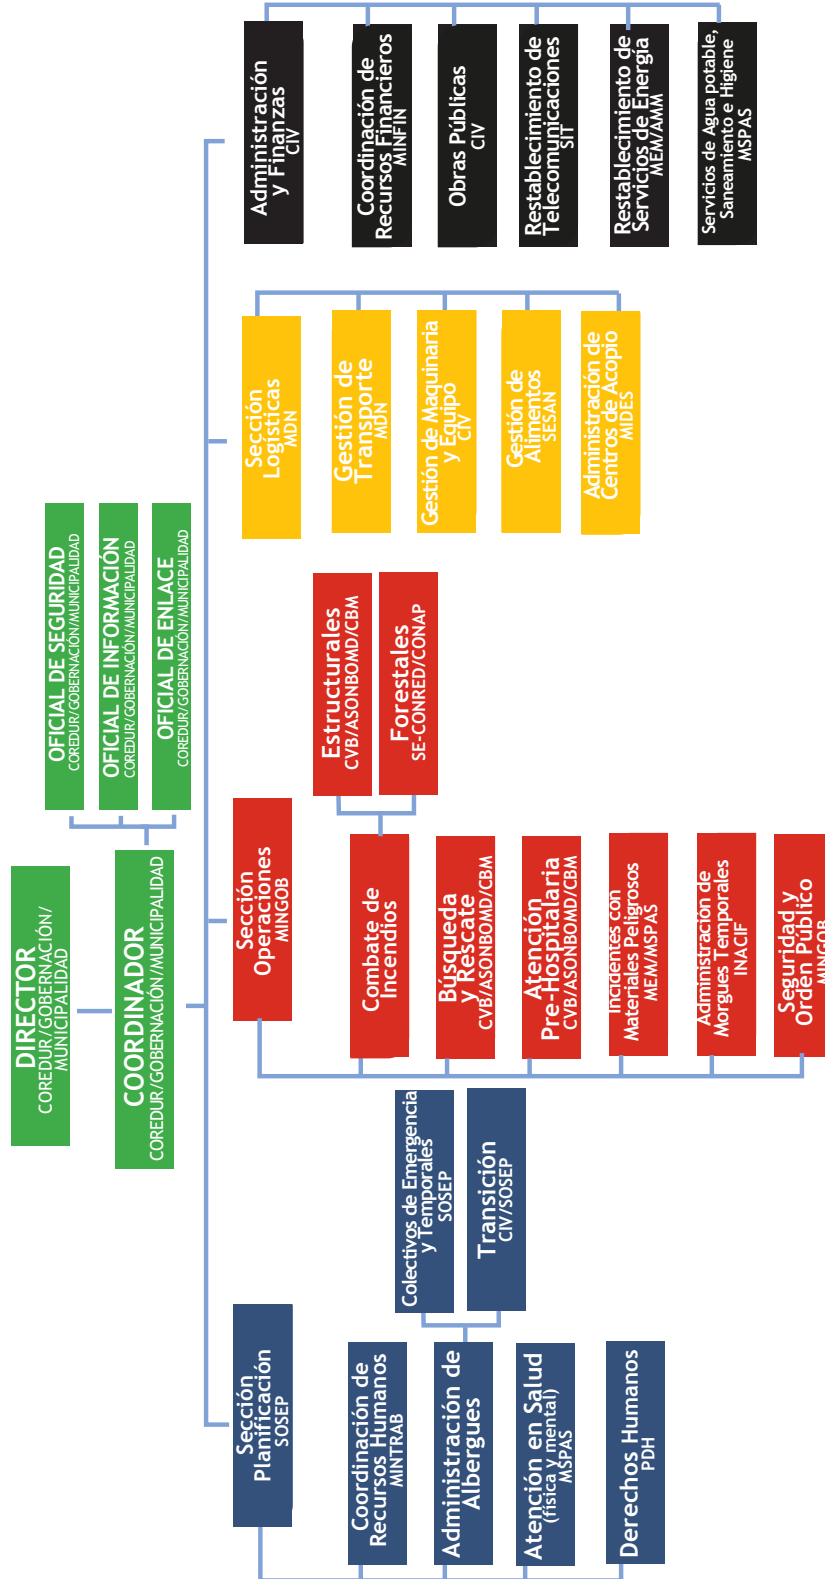 DIRECTOR
COREDUR/GOBERNACIÓN/
MUNICIPALIDAD
COORDINADOR
COREDUR/GOBERNACIÓN/MUNICIPALIDAD
OFICIAL DE SEGURIDAD
COREDUR/GOBERNACIÓN/MUNICIPALIDAD
OFICIAL DE INFORMACIÓN
COREDUR/GOBERNACIÓN/MUNICIPALIDAD
OFICIAL DE ENLACE
COREDUR/GOBERNACIÓN/MUNICIPALIDAD
Sección
Planificación
SOSEP
Coordinación de
Recursos Humanos
MINTRAB
Administración de
Albergues
Colectivos de Emergencia
y Temporales
SOSEP
Transición
CIV/SOSEP
Atención en Salud
(física y mental)
MSPAS
Derechos Humanos
PDH
Sección
Operaciones
MINGOB
Combate de
Incendios
Estructurales
CVB/ASONBOMD/CBM
Forestales
SE-CONRED/CONAP
Búsqueda
y Rescate
CVB/ASONBOMD/CBM
Atención
Pre-Hospitalaria
CVB/ASONBOMD/CBM
Incidentes con
Materiales Peligrosos
MEM/MSPAS
Administración de
Morgues Temporales
INACIF
Seguridad y
Orden Público
MINGOB
Sección
Logísticas
MDN
Gestión de
Transporte
MDN
Gestión de Maquinaria
y Equipo
CIV
Gestión de
Alimentos
SESAN
Administración de
Centros de Acopio
MIDES
Administración
y Finanzas
CIV
Coordinación de
Recursos Financieros
MINFIN
Obras Públicas
CIV
Restablecimiento de
Telecomunicaciones
SIT
Restablecimiento de
Servicios de Energía
MEM/AMM
Servicios de Agua potable,
Saneamiento e Higiene
MSPAS